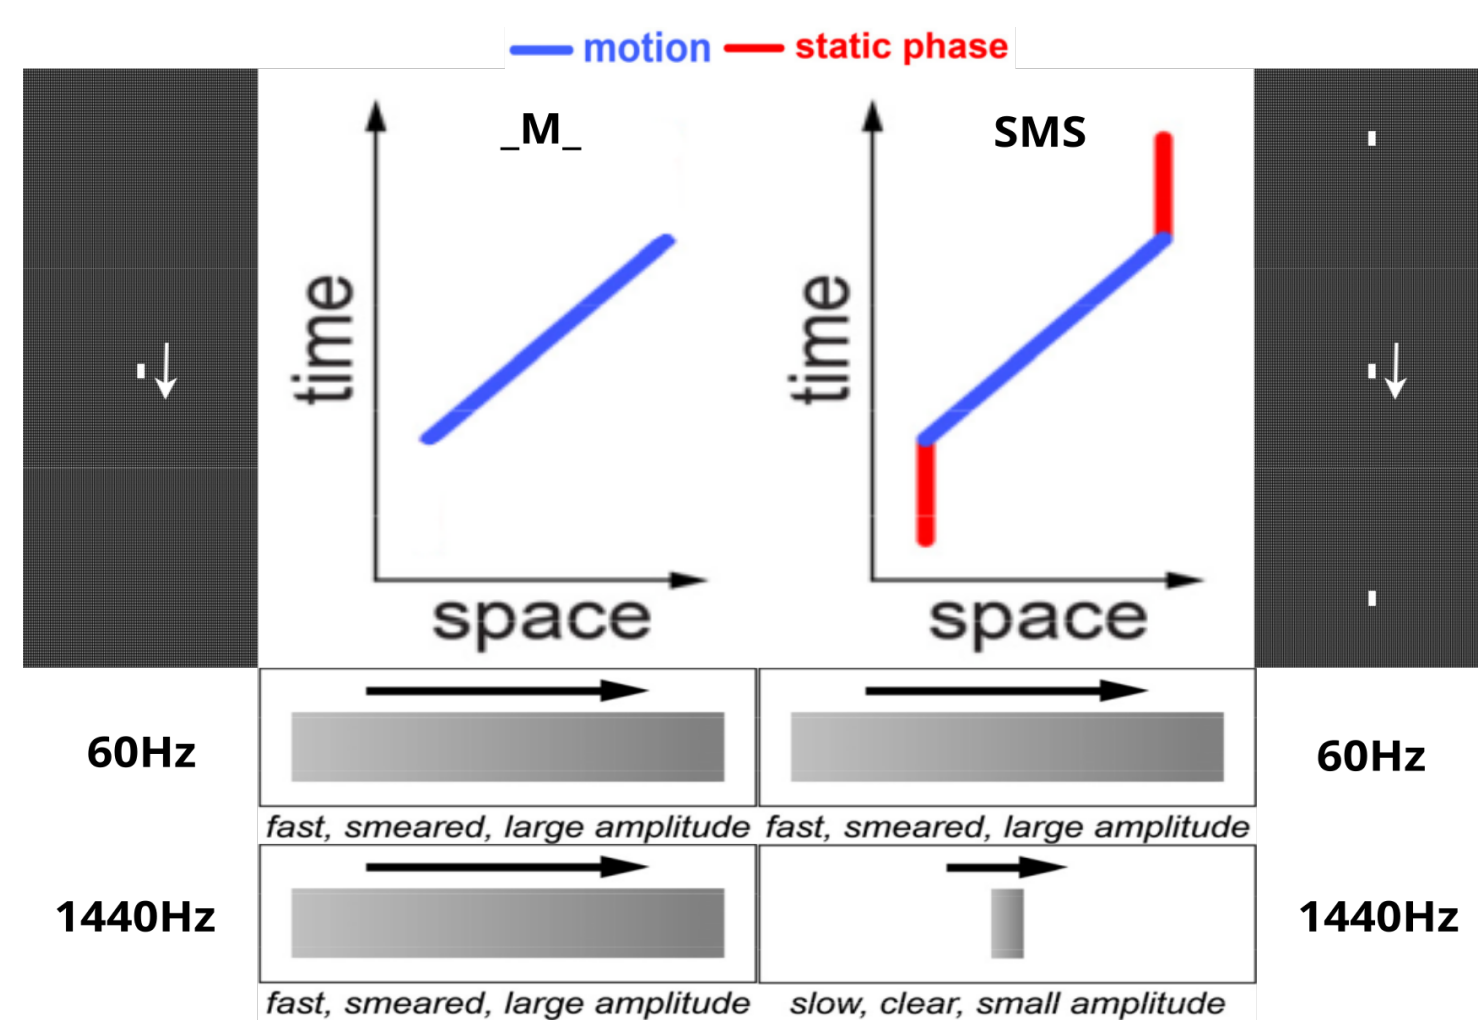 motion static phase
_M_
SMS
time
time
space
space
60Hz
60Hz
fast, smeared, large amplitude
fast, smeared, large amplitude
1440Hz
1440Hz
fast, smeared, large amplitude
slow, clear, small amplitude